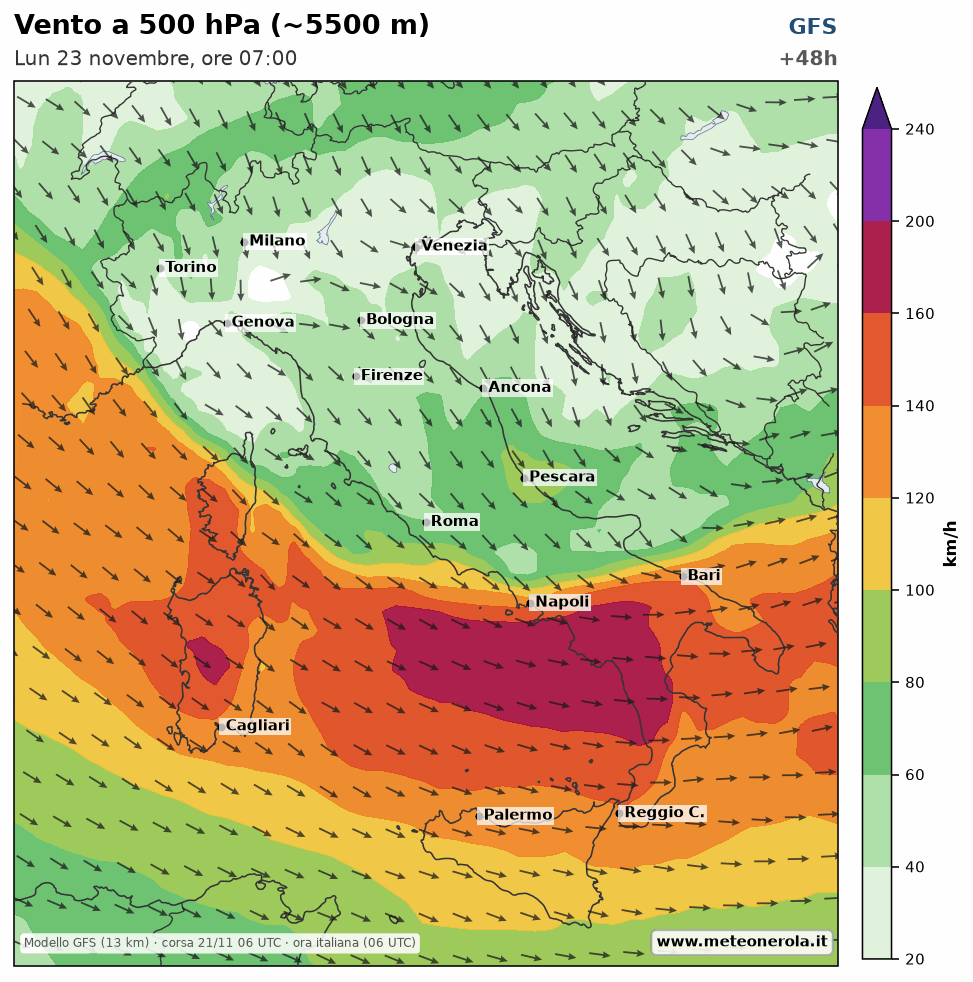 Vento a 500 hPa (~5500 m)
GFS
Lun 23 novembre, ore 07:00
+48h
Milano
Venezia
Torino
Genova
Bologna
Firenze
Ancona
Pescara
Roma
Bari
Napoli
Cagliari
Palermo
Reggio C.
240
200
160
140
120
100
80
60
40
20
km/h
Modello GFS (13 km) · corsa 21/11 06 UTC · ora italiana (06 UTC)
www.meteonerola.it